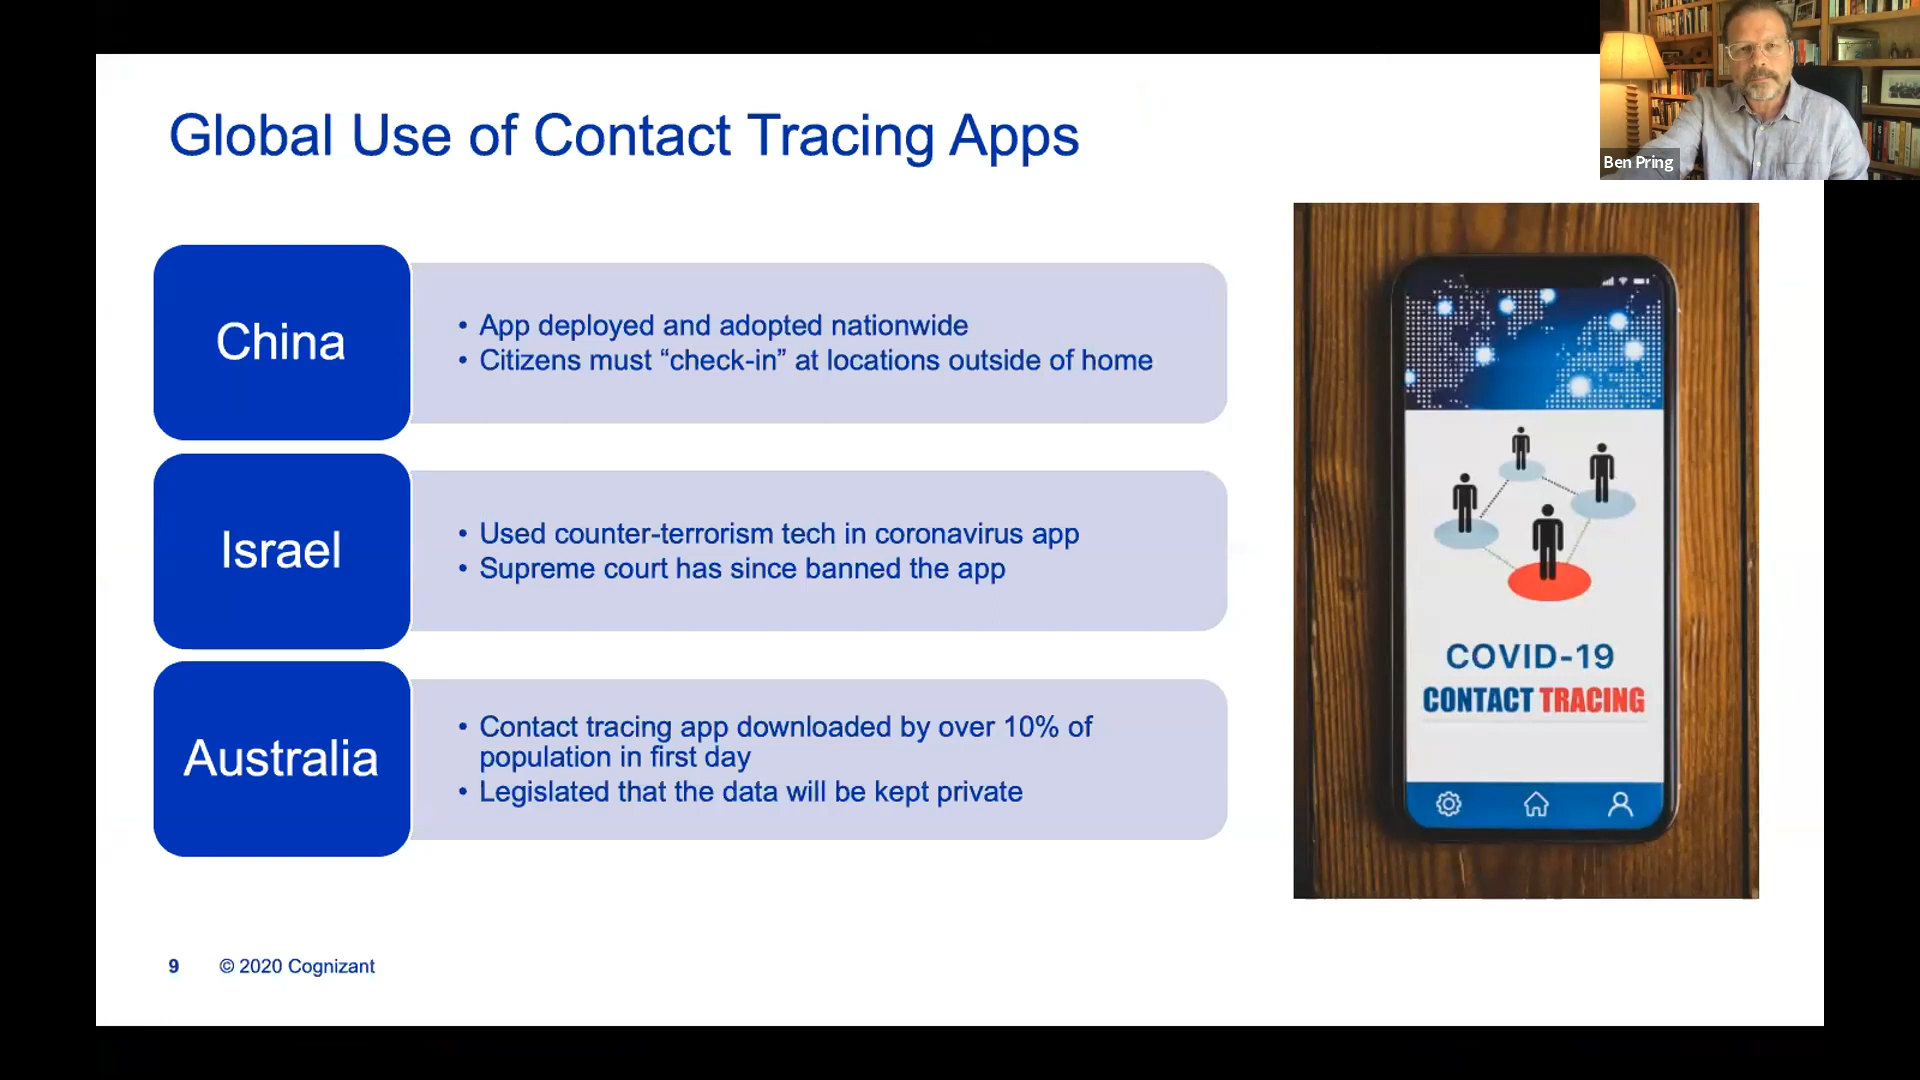 Global Use of Contact Tracing Apps
Ben Pring
China
• App deployed and adopted nationwide
• Citizens must “check-in” at locations outside of home
Israel
• Used counter-terrorism tech in coronavirus app
• Supreme court has since banned the app
Australia
• Contact tracing app downloaded by over 10% of
population in first day
• Legislated that the data will be kept private
COVID-19
CONTACT TRACING
9 © 2020 Cognizant